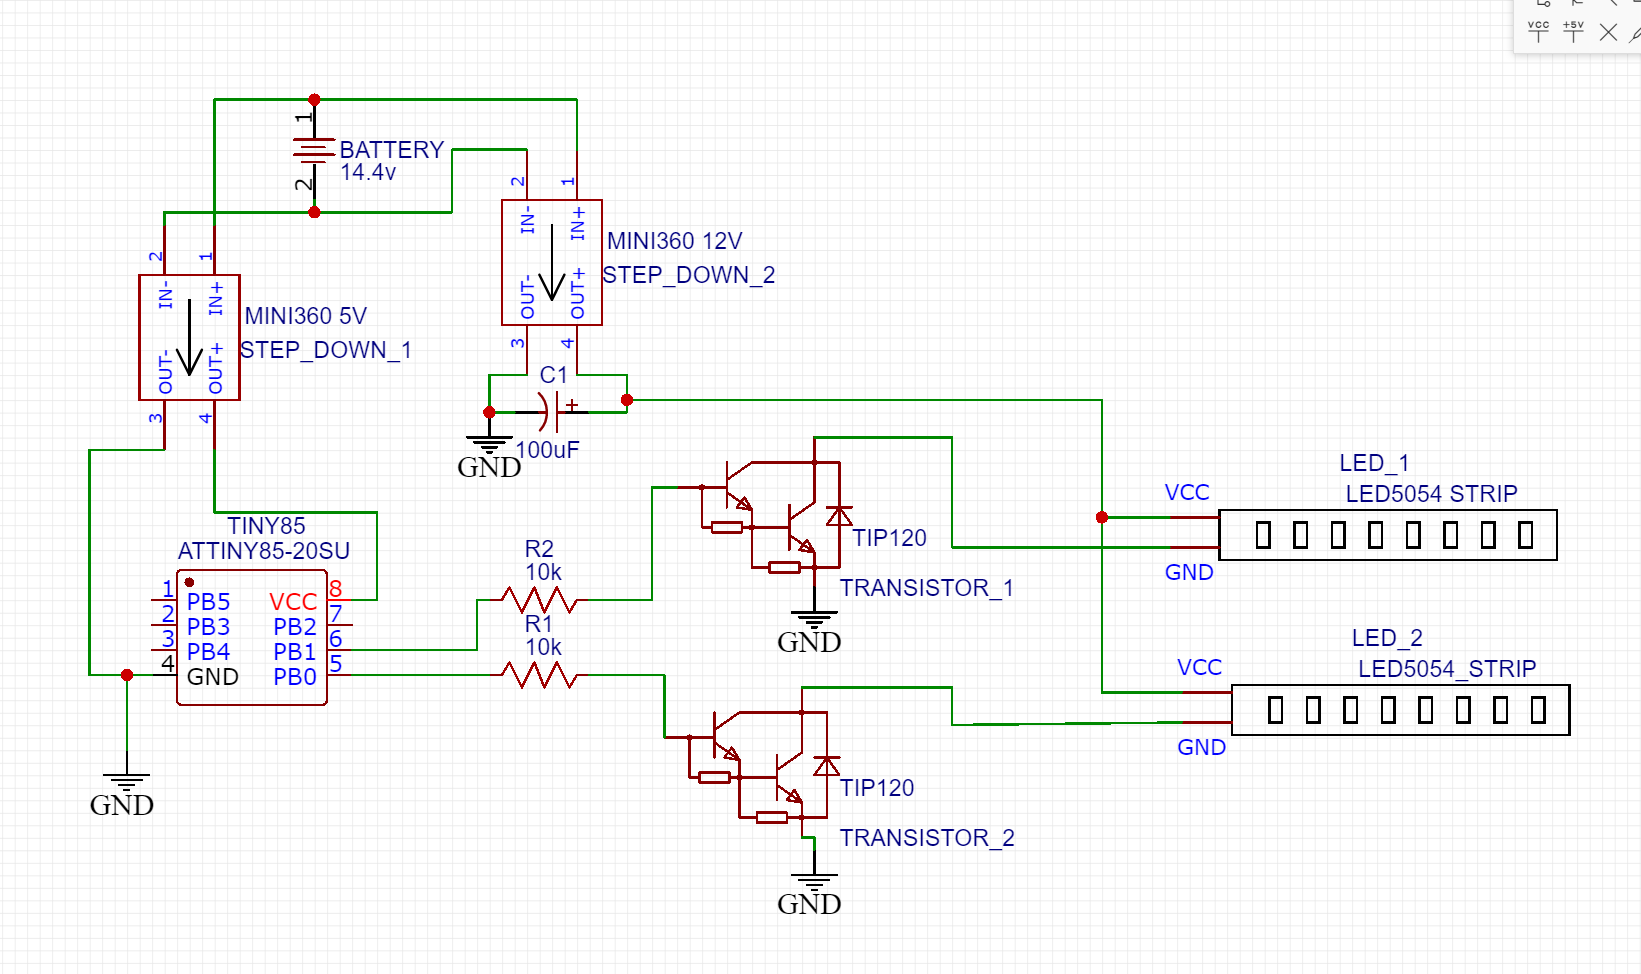 VCC +5V
1
BATTERY
14.4v
2
2 1
IN- IN+
OUT- OUT+
3 4
MINI360 12V
STEP_DOWN_2
2 1
IN- IN+
OUT- OUT+
3 4
MINI360 5V
STEP_DOWN_1
C1
+
100uF
GND
TINY85
ATTINY85-20SU
1 PB5 VCC 8
2 PB3 PB2 7
3 PB4 PB1 6
4 GND PB0 5
GND
R2
10k
R1
10k
TIP120
TRANSISTOR_1
GND
TIP120
TRANSISTOR_2
GND
LED_1
VCC LED5054 STRIP
GND
LED_2
VCC LED5054_STRIP
GND